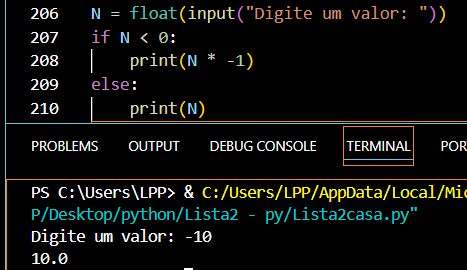 206 N = float(input("Digite um valor: "))
207 if N < 0:
208     print(N * -1)
209 else:
210     print(N)
PROBLEMS OUTPUT DEBUG CONSOLE TERMINAL POR
PS C:\Users\LPP> & C:/Users/LPP/AppData/Local/Mic
P/Desktop/python/Lista2 - py/Lista2casa.py"
Digite um valor: -10
10.0